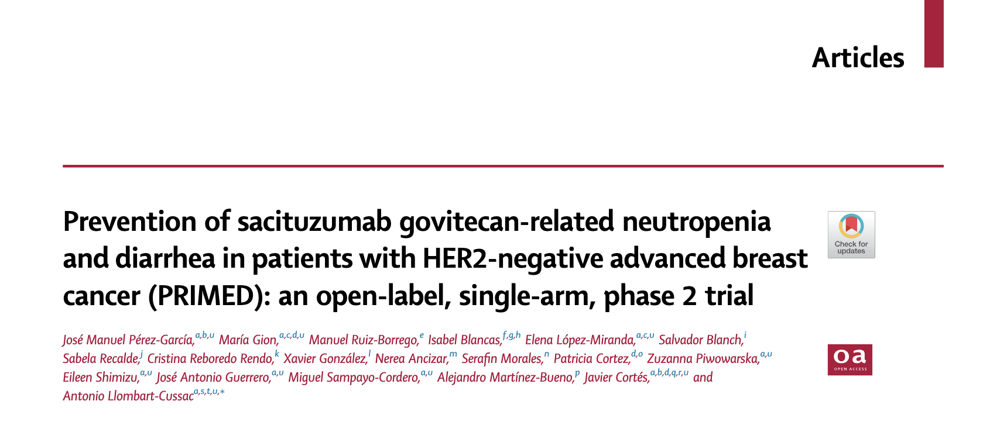 Articles
Prevention of sacituzumab govitecan-related neutropenia
and diarrhea in patients with HER2-negative advanced breast
cancer (PRIMED): an open-label, single-arm, phase 2 trial
Check for
updates
José Manuel Pérez-García,a,b,u María Gion,a,c,d,u Manuel Ruiz-Borrego,e Isabel Blancas,f,g,h Elena López-Miranda,a,c,u Salvador Blanch,i
Sabela Recalde,j Cristina Reboredo Rendo,k Xavier González,l Nerea Ancizar,m Serafin Morales,n Patricia Cortez,d,o Zuzanna Piwowarska,a,u
Eileen Shimizu,a,u José Antonio Guerrero,a,u Miguel Sampayo-Cordero,a,u Alejandro Martínez-Bueno,p Javier Cortés,a,b,d,q,r,u and
Antonio Llombart-Cussaca,s,t,u,*
oa
OPEN ACCESS